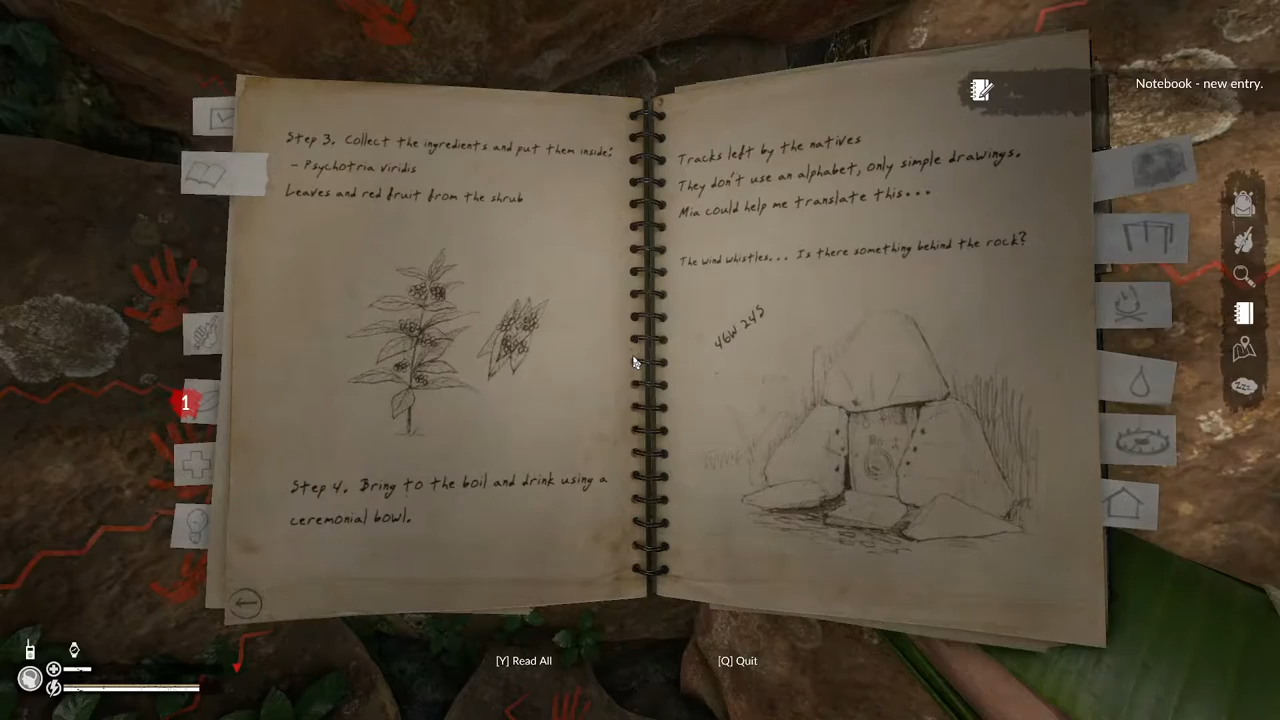 Notebook - new entry.
Step 3. Collect the ingredients and put them inside:
- Psychotria viridis
Leaves and red fruit from the shrub
Step 4. Bring to the boil and drink using a
ceremonial bowl.
Tracks left by the natives
They don't use an alphabet, only simple drawings.
Mia could help me translate this...
The wind whistles... Is there something behind the rock?
46W 24S
1
zzz
[Y] Read All
[Q] Quit